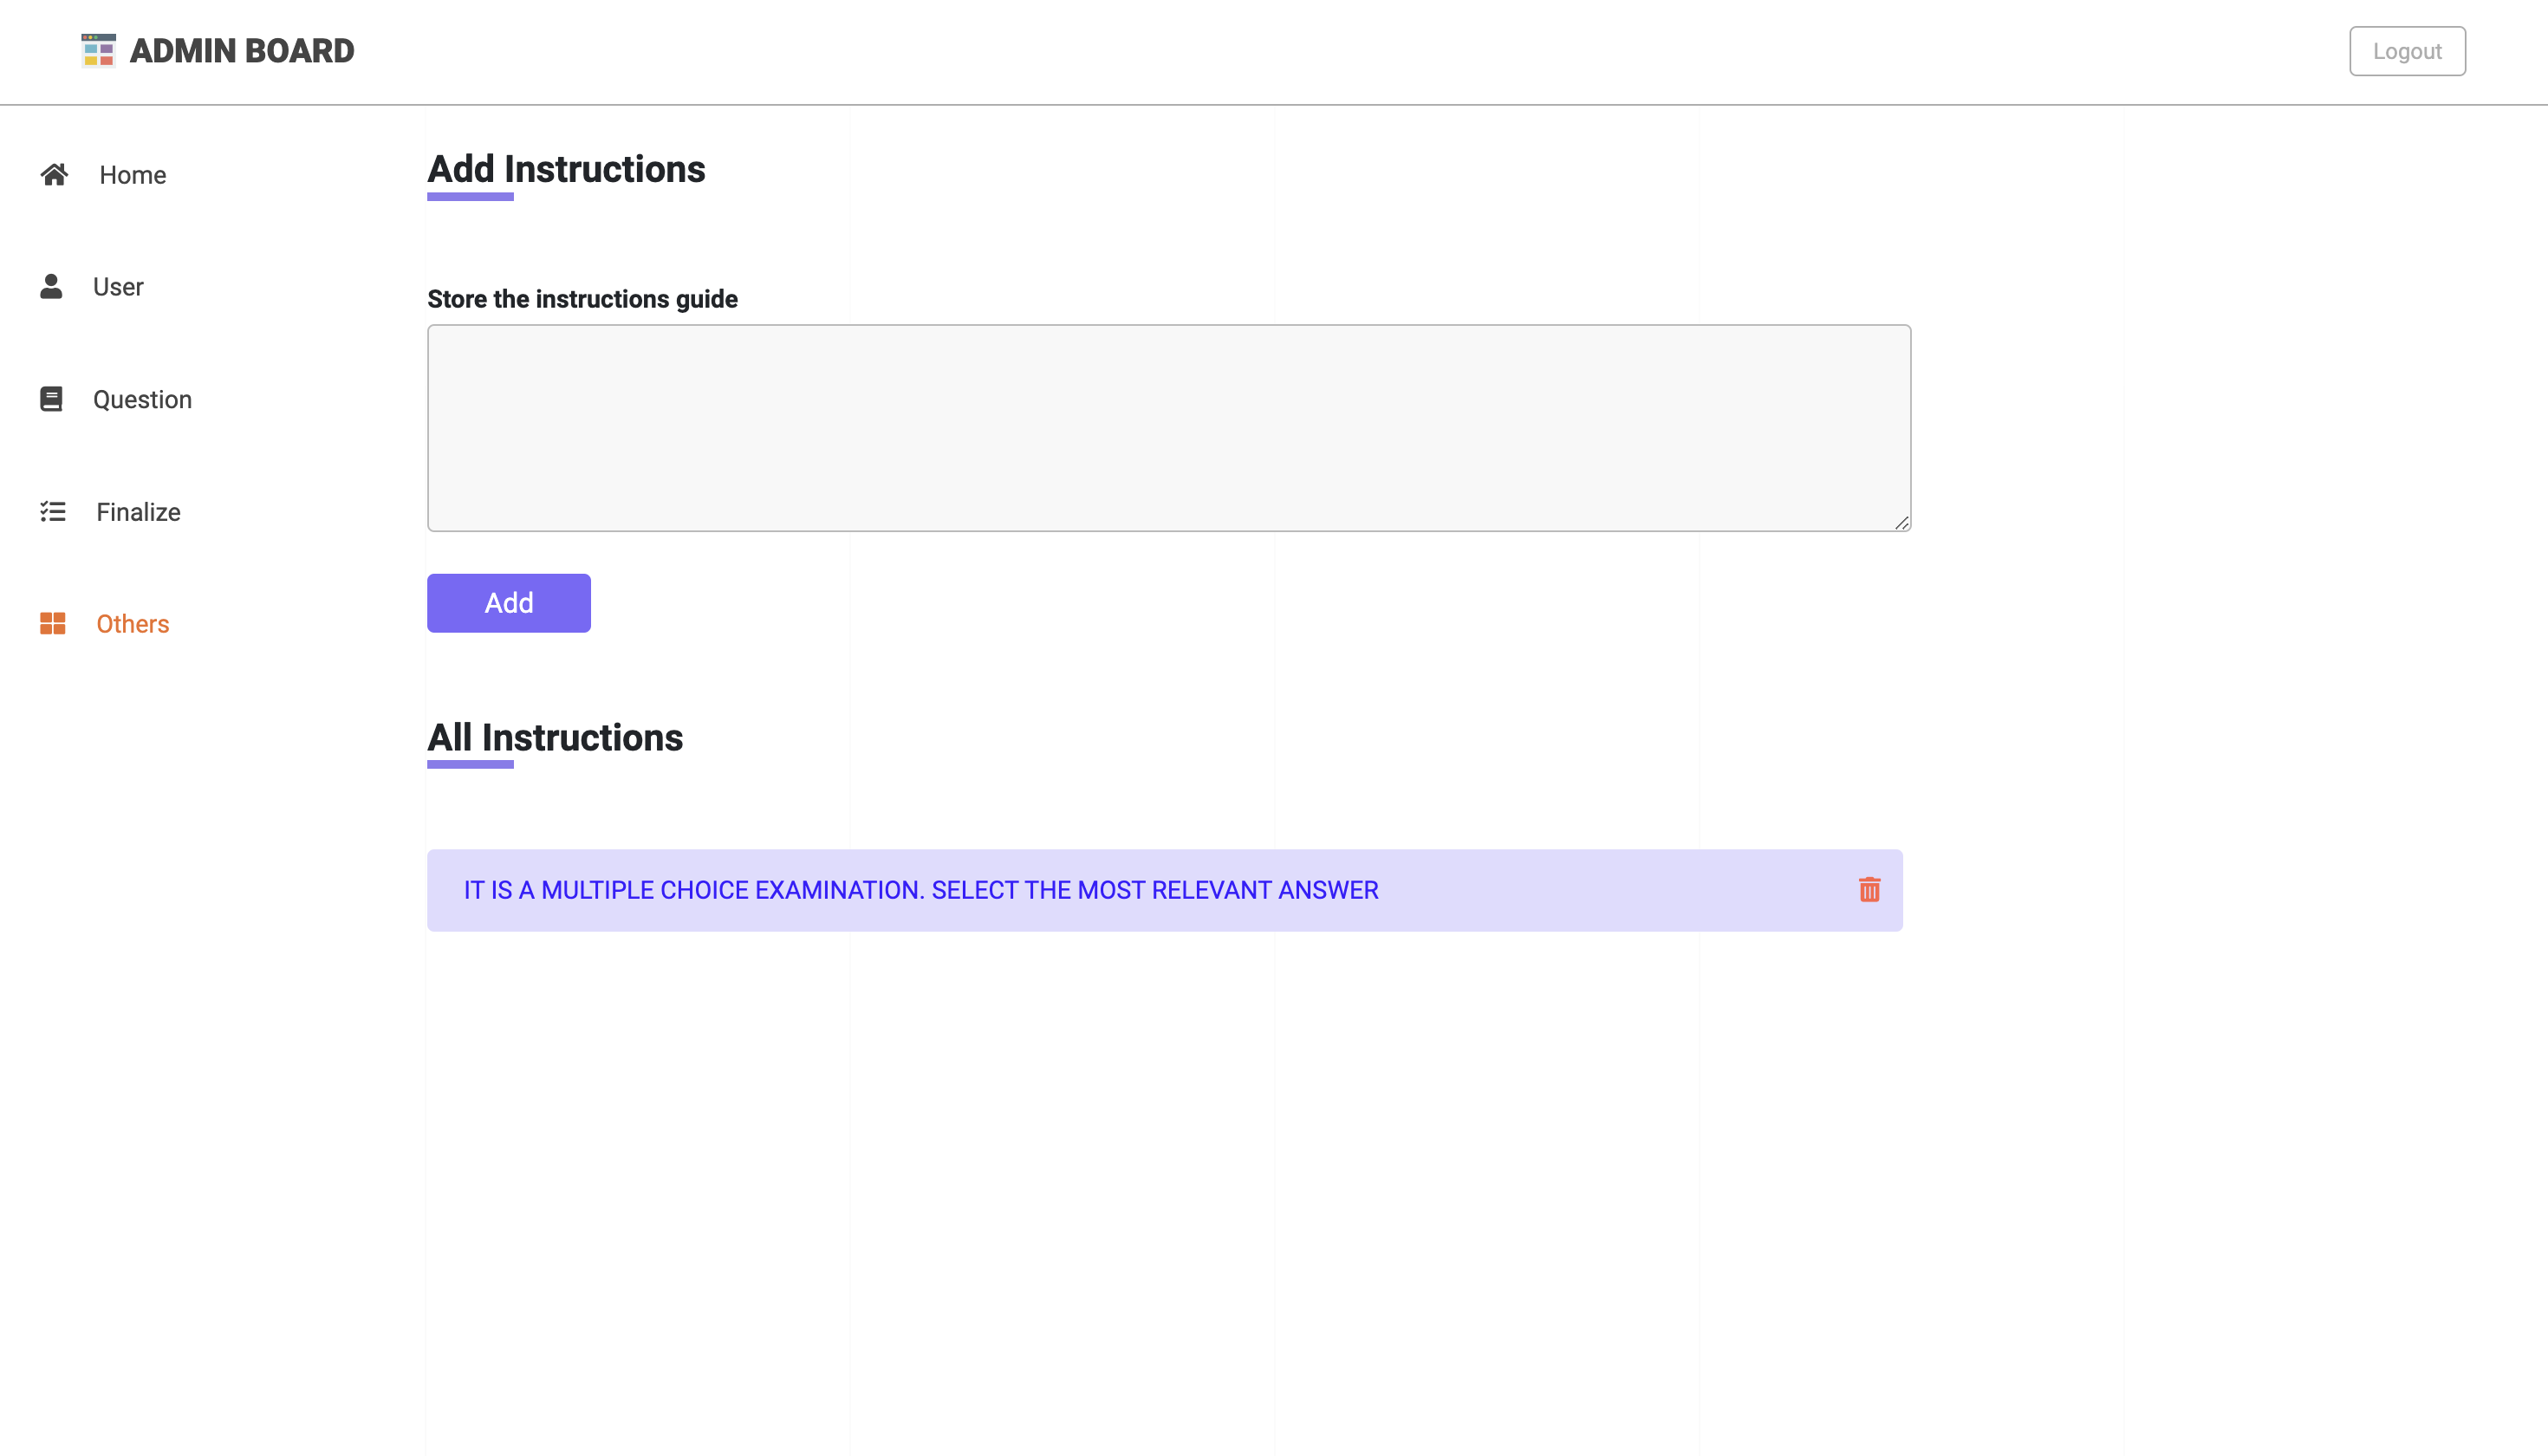 ADMIN BOARD
Logout
Home
User
Question
Finalize
Others
Add Instructions
Store the instructions guide
Add
All Instructions
IT IS A MULTIPLE CHOICE EXAMINATION. SELECT THE MOST RELEVANT ANSWER